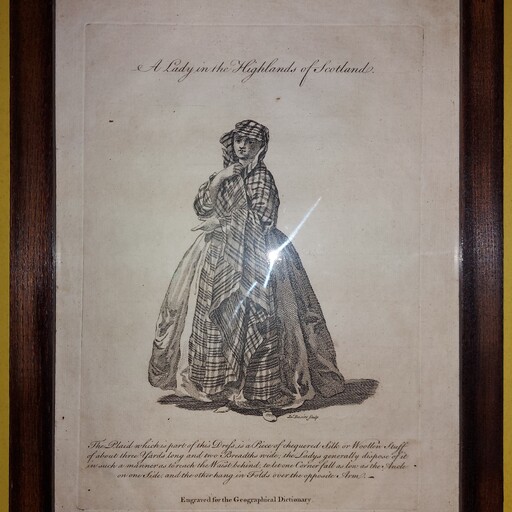 A Lady in the Highlands of Scotland.
The Plaid which is part of this Dress, is a Piece of chequered Silk or Woollen Stuff
of about three Yards long and two Breadths wide; the Ladys generally dispose of it
in such a manner as to reach the Waist behind, to let one Corner fall as low as the Ancle
on one Side; and the other hang in Folds over the opposite Arm.
Engraved for the Geographical Dictionary